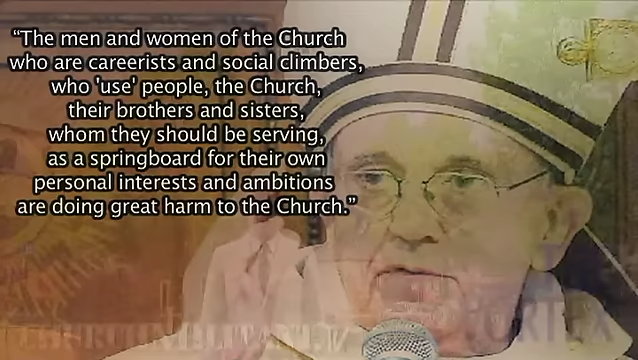 “The men and women of the Church
who are careerists and social climbers,
who 'use' people, the Church,
their brothers and sisters,
whom they should be serving,
as a springboard for their own
personal interests and ambitions
are doing great harm to the Church.”